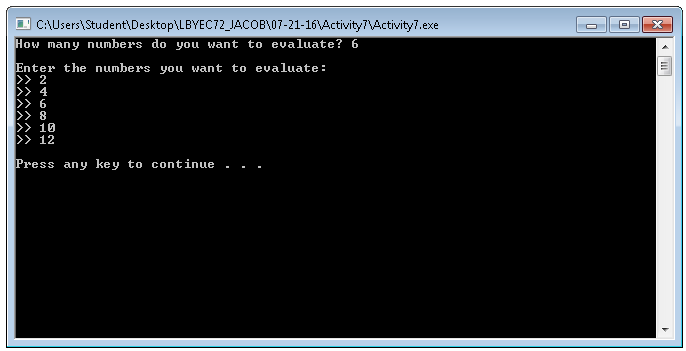 C:\Users\Student\Desktop\LBYEC72_JACOB\07-21-16\Activity7\Activity7.exe
How many numbers do you want to evaluate? 6
Enter the numbers you want to evaluate:
>> 2
>> 4
>> 6
>> 8
>> 10
>> 12
Press any key to continue . . .